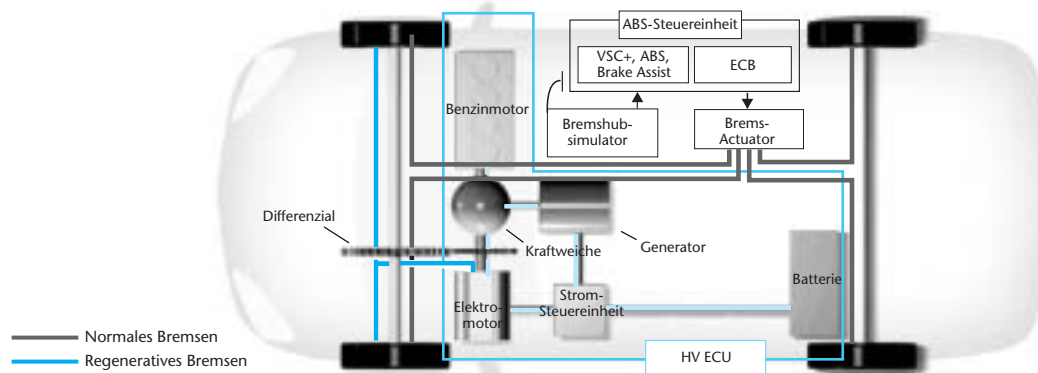 ABS-Steuereinheit
VSC+, ABS,
Brake Assist
ECB
Benzinmotor
Bremshub-
simulator
Brems-
Actuator
Differenzial
Kraftweiche
Generator
Elektro-
motor
Strom-
Steuereinheit
Batterie
Normales Bremsen
Regeneratives Bremsen
HV ECU